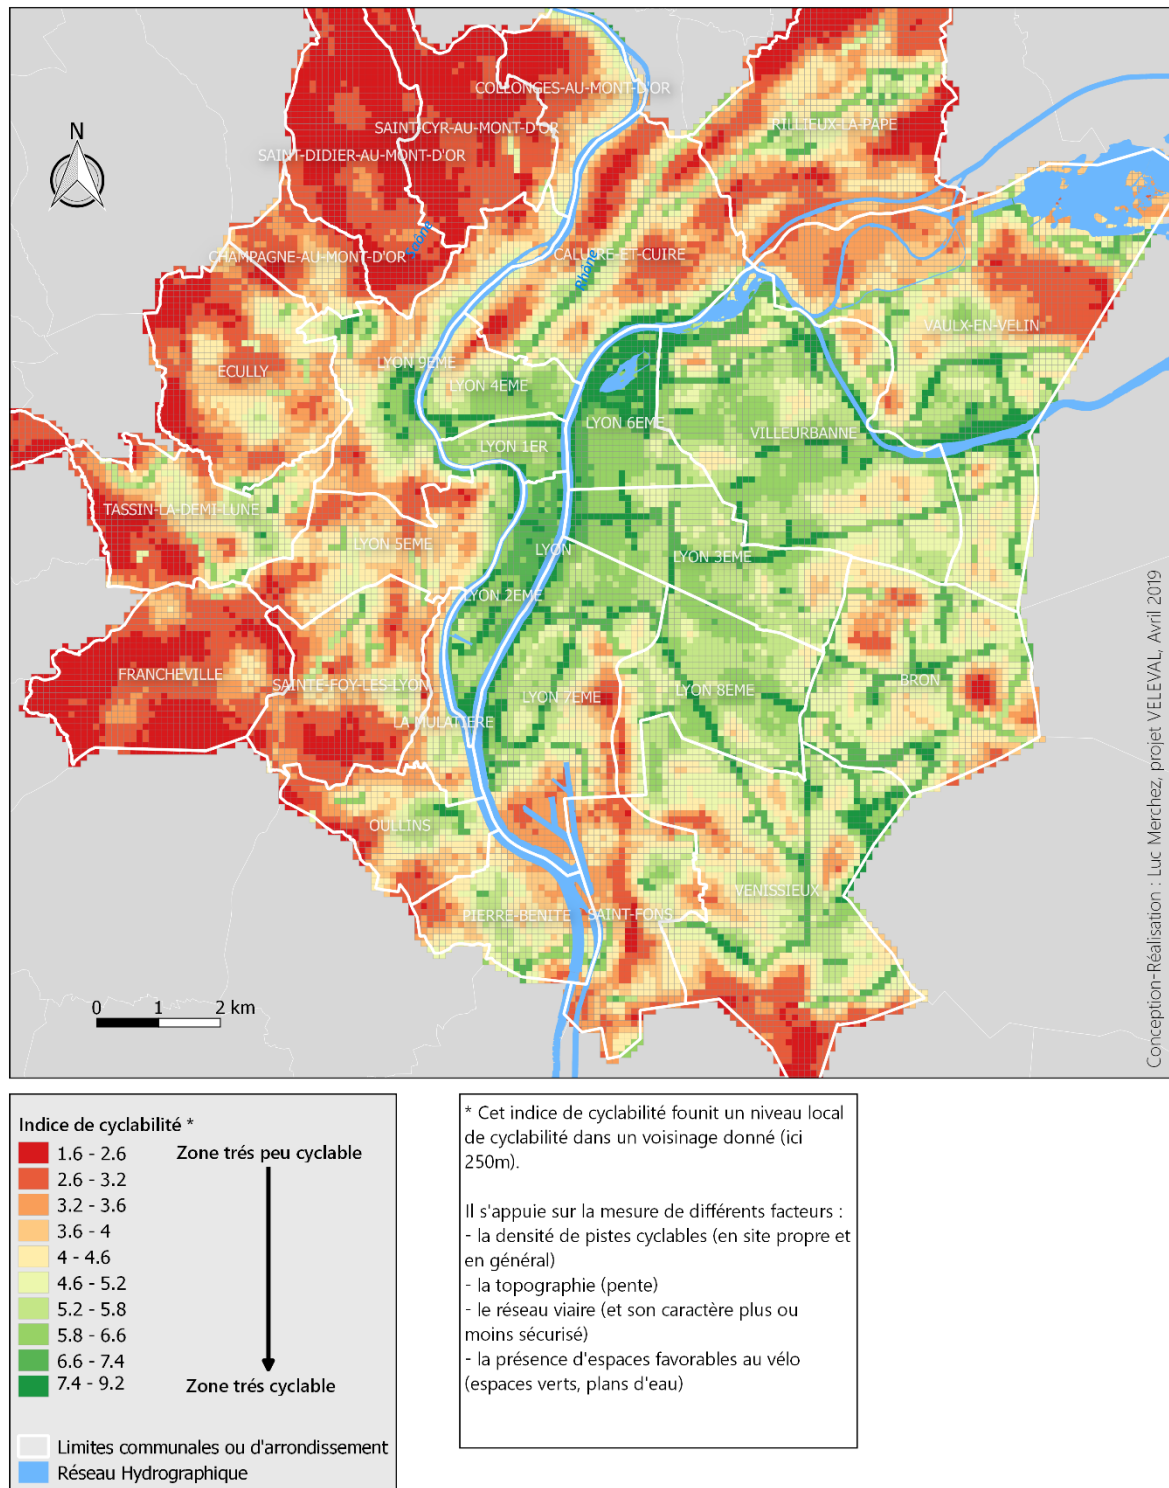 N
COLLONGES-AU-MONT-D'OR
RILLIEUX-LA-PAPE
SAINT-CYR-AU-MONT-D'OR
SAINT-DIDIER-AU-MONT-D'OR
Saône
CHAMPAGNE-AU-MONT-D'OR
CALUIRE-ET-CUIRE
Rhône
VAULX-EN-VELIN
ECULLY
LYON 9EME
LYON 4EME
LYON 6EME
VILLEURBANNE
LYON 1ER
TASSIN-LA-DEMI-LUNE
LYON 5EME
LYON
LYON 3EME
LYON 2EME
FRANCHEVILLE
SAINTE-FOY-LES-LYON
LYON 7EME
LYON 8EME
BRON
LA MULATIERE
OULLINS
VENISSIEUX
PIERRE-BENITE
SAINT-FONS
0 1 2 km
Conception-Réalisation : Luc Merchez, projet VELEVAL, Avril 2019
Indice de cyclabilité *
1.6 - 2.6 Zone trés peu cyclable
2.6 - 3.2
3.2 - 3.6
3.6 - 4
4 - 4.6
4.6 - 5.2
5.2 - 5.8
5.8 - 6.6
6.6 - 7.4
7.4 - 9.2 Zone trés cyclable
Limites communales ou d'arrondissement
Réseau Hydrographique
* Cet indice de cyclabilité founit un niveau local
de cyclabilité dans un voisinage donné (ici
250m).
Il s'appuie sur la mesure de différents facteurs :
- la densité de pistes cyclables (en site propre et
en général)
- la topographie (pente)
- le réseau viaire (et son caractère plus ou
moins sécurisé)
- la présence d'espaces favorables au vélo
(espaces verts, plans d'eau)